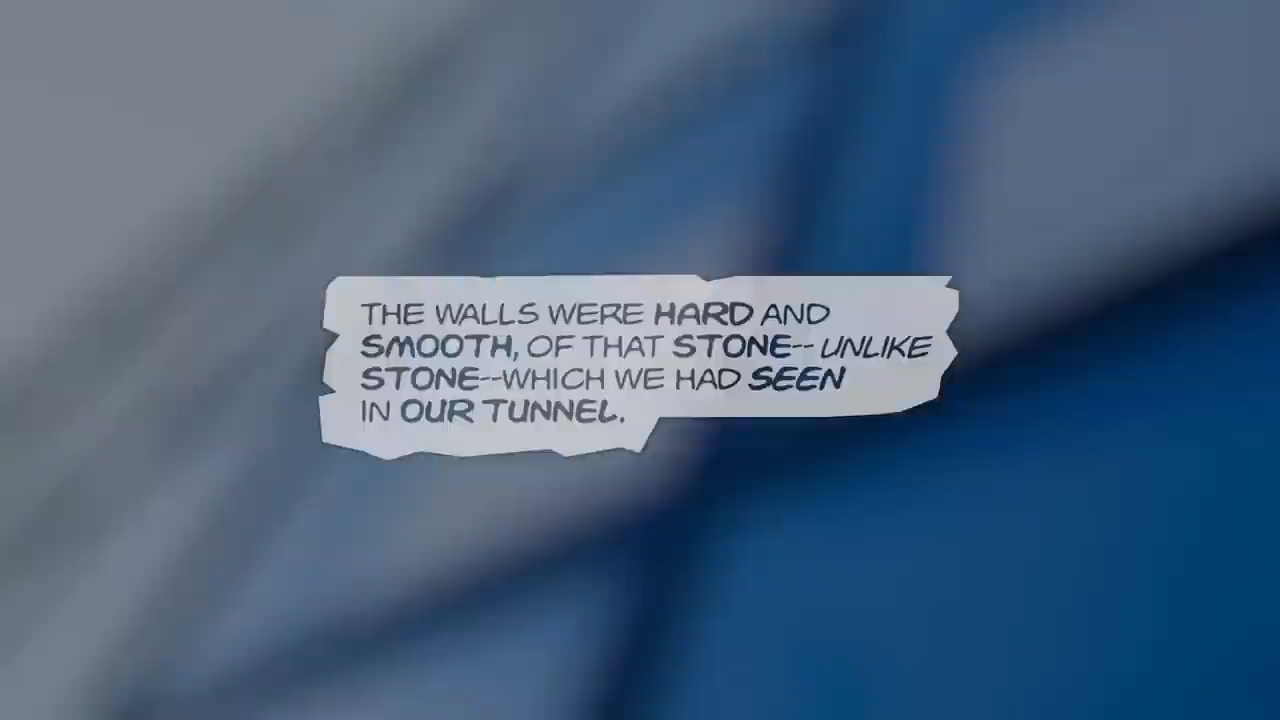 THE WALLS WERE HARD AND
SMOOTH, OF THAT STONE-- UNLIKE
STONE--WHICH WE HAD SEEN
IN OUR TUNNEL.